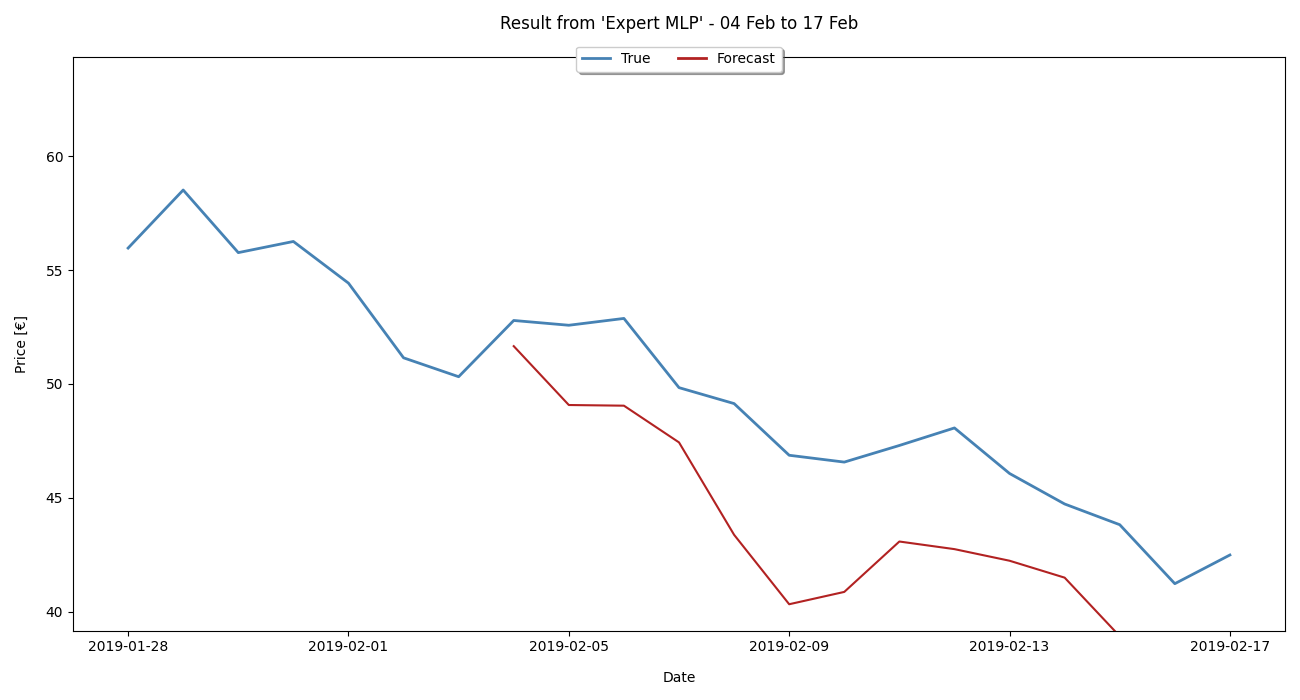 Result from 'Expert MLP' - 04 Feb to 17 Feb
True Forecast
60
55
50
45
40
Price [€]
2019-01-28 2019-02-01 2019-02-05 2019-02-09 2019-02-13 2019-02-17
Date